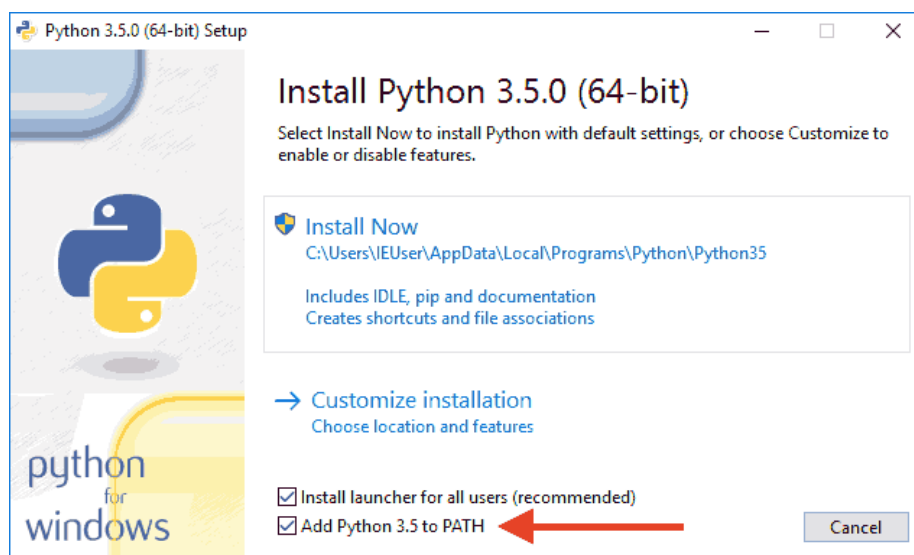 Python 3.5.0 (64-bit) Setup
Install Python 3.5.0 (64-bit)
Select Install Now to install Python with default settings, or choose Customize to
enable or disable features.
Install Now
C:\Users\IEUser\AppData\Local\Programs\Python\Python35
Includes IDLE, pip and documentation
Creates shortcuts and file associations
Customize installation
Choose location and features
python
for
windows
Install launcher for all users (recommended)
Add Python 3.5 to PATH
Cancel